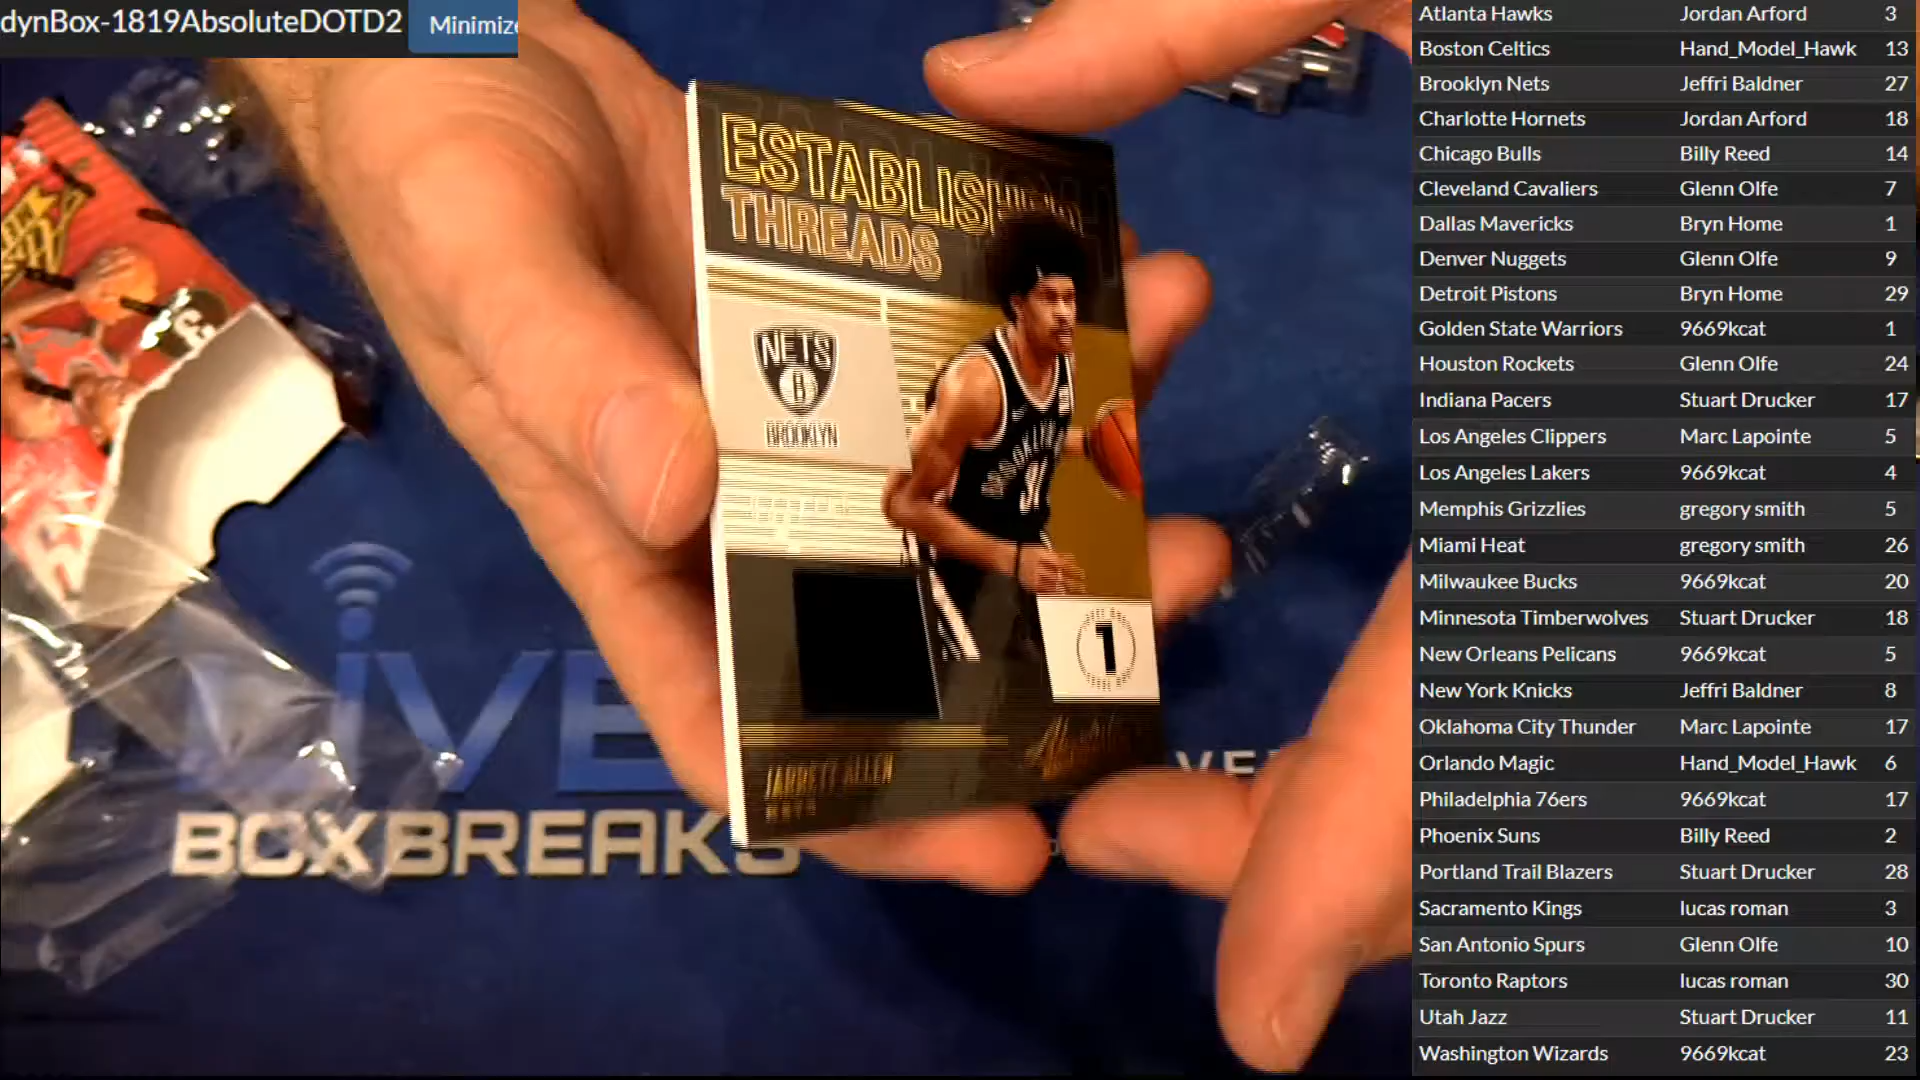 dynBox-1819AbsoluteDOTD2
Minimize
ESTABLISHED
THREADS
NETS
B
BROOKLYN
BROOKLYN
31
1
JARRETT ALLEN
iVE
BOXBREAKS
Atlanta Hawks Jordan Arford 3
Boston Celtics Hand_Model_Hawk 13
Brooklyn Nets Jeffri Baldner 27
Charlotte Hornets Jordan Arford 18
Chicago Bulls Billy Reed 14
Cleveland Cavaliers Glenn Olfe 7
Dallas Mavericks Bryn Home 1
Denver Nuggets Glenn Olfe 9
Detroit Pistons Bryn Home 29
Golden State Warriors 9669kcat 1
Houston Rockets Glenn Olfe 24
Indiana Pacers Stuart Drucker 17
Los Angeles Clippers Marc Lapointe 5
Los Angeles Lakers 9669kcat 4
Memphis Grizzlies gregory smith 5
Miami Heat gregory smith 26
Milwaukee Bucks 9669kcat 20
Minnesota Timberwolves Stuart Drucker 18
New Orleans Pelicans 9669kcat 5
New York Knicks Jeffri Baldner 8
Oklahoma City Thunder Marc Lapointe 17
Orlando Magic Hand_Model_Hawk 6
Philadelphia 76ers 9669kcat 17
Phoenix Suns Billy Reed 2
Portland Trail Blazers Stuart Drucker 28
Sacramento Kings lucas roman 3
San Antonio Spurs Glenn Olfe 10
Toronto Raptors lucas roman 30
Utah Jazz Stuart Drucker 11
Washington Wizards 9669kcat 23